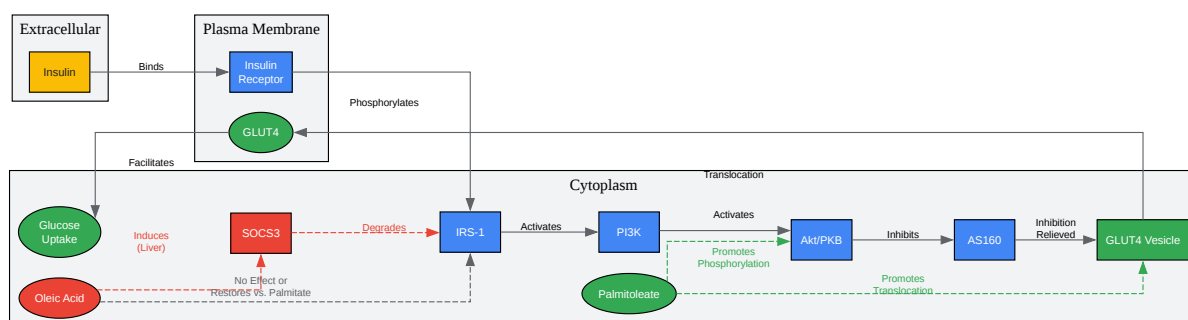 Extracellular
Plasma Membrane
Insulin
Binds
Insulin
Receptor
Phosphorylates
GLUT4
Facilitates
Translocation
Cytoplasm
Glucose
Uptake
Induces
(Liver)
SOCS3
Degrades
IRS-1
Activates
PI3K
Activates
Akt/PKB
Inhibits
AS160
Inhibition
Relieved
GLUT4 Vesicle
Promotes
Phosphorylation
No Effect or
Restores vs. Palmitate
Oleic Acid
Palmitoleate
Promotes
Translocation